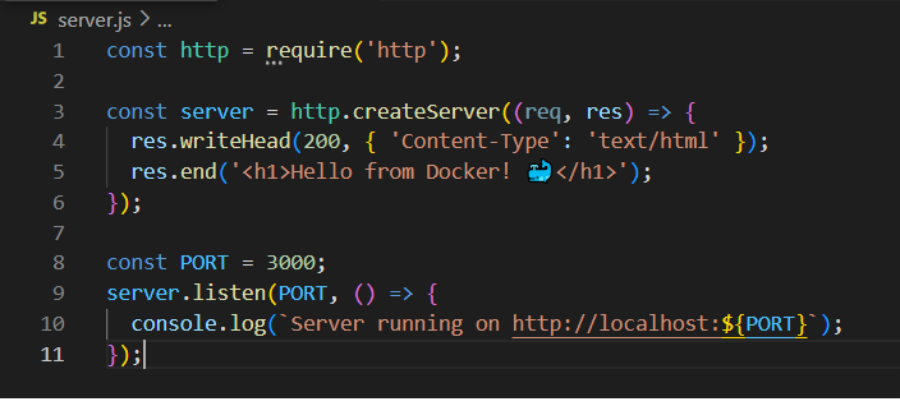 JS server.js > ...
1 const http = require('http');
2
3 const server = http.createServer((req, res) => {
4   res.writeHead(200, { 'Content-Type': 'text/html' });
5   res.end('<h1>Hello from Docker! 🐳</h1>');
6 });
7
8 const PORT = 3000;
9 server.listen(PORT, () => {
10   console.log(`Server running on http://localhost:${PORT}`);
11 });